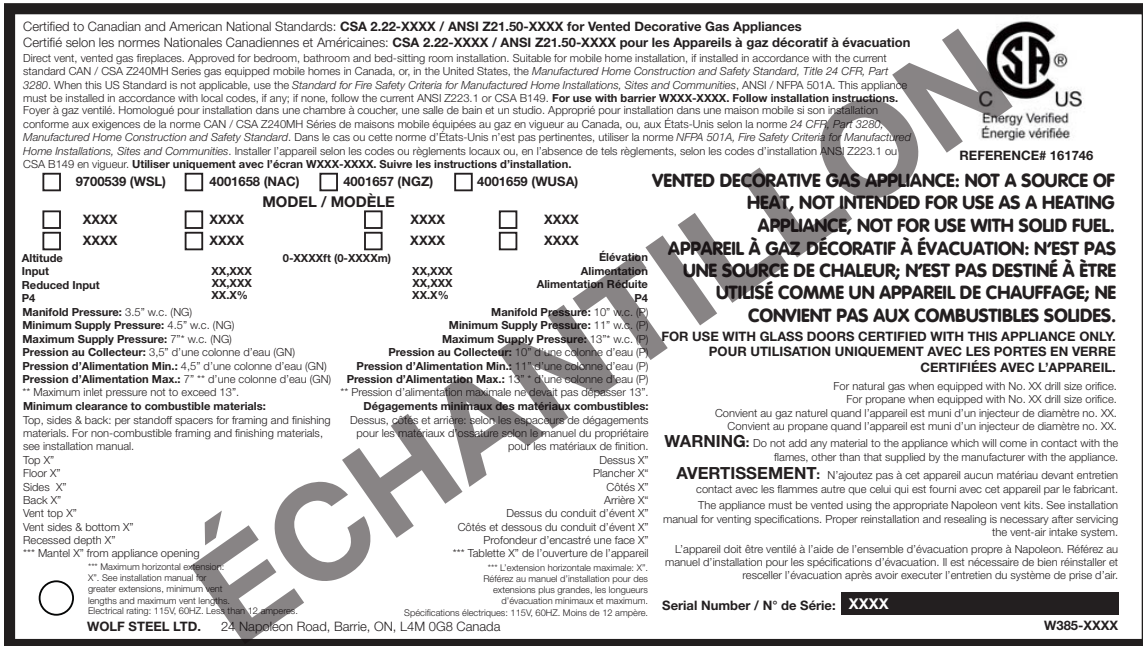 Certified to Canadian and American National Standards: CSA 2.22-XXXX / ANSI Z21.50-XXXX for Vented Decorative Gas Appliances
Certifié selon les normes Nationales Canadiennes et Américaines: CSA 2.22-XXXX / ANSI Z21.50-XXXX pour les Appareils à gaz décoratif à évacuation
Direct vent, vented gas fireplaces. Approved for bedroom, bathroom and bed-sitting room installation. Suitable for mobile home installation, if installed in accordance with the current
standard CAN / CSA Z240MH Series gas equipped mobile homes in Canada, or, in the United States, the Manufactured Home Construction and Safety Standard, Title 24 CFR, Part
3280. When this US Standard is not applicable, use the Standard for Fire Safety Criteria for Manufactured Home Installations, Sites and Communities, ANSI / NFPA 501A. This appliance
must be installed in accordance with local codes, if any; if none, follow the current ANSI Z223.1 or CSA B149. For use with barrier WXXX-XXXX. Follow installation instructions.
Foyer à gaz ventilé. Homologué pour installation dans une chambre à coucher, une salle de bain et un studio. Approprié pour installation dans une maison mobile si son installation
conforme aux exigences de la norme CAN / CSA Z240MH Séries de maisons mobile équipées au gaz en vigueur au Canada, ou, aux États-Unis selon la norme 24 CFR, Part 3280,
Manufactured Home Construction and Safety Standard. Dans le cas ou cette norme d'États-Unis n'est pas pertinentes, utiliser la norme NFPA 501A, Fire Safety Criteria for Manufactured
Home Installations, Sites and Communities. Installer l'appareil selon les codes ou règlements locaux ou, en l'absence de tels règlements, selon les codes d'installation ANSI Z223.1 ou
CSA B149 en vigueur. Utiliser uniquement avec l'écran WXXX-XXXX. Suivre les instructions d'installation.
CSA ®
C US
Energy Verified
Énergie vérifiée
REFERENCE# 161746
9700539 (WSL) 4001658 (NAC) 4001657 (NGZ) 4001659 (WUSA)
MODEL / MODÈLE
XXXX XXXX XXXX XXXX
XXXX XXXX XXXX XXXX
Altitude 0-XXXXft (0-XXXXm) Élévation
Input XX,XXX XX,XXX Alimentation
Reduced Input XX,XXX XX,XXX Alimentation Réduite
P4 XX.X% XX.X% P4
Manifold Pressure: 3.5" w.c. (NG)
Minimum Supply Pressure: 4.5" w.c. (NG)
Maximum Supply Pressure: 7"* w.c. (NG)
Pression au Collecteur: 3,5" d'une colonne d'eau (GN)
Pression d'Alimentation Min.: 4,5" d'une colonne d'eau (GN)
Pression d'Alimentation Max.: 7" ** d'une colonne d'eau (GN)
** Maximum inlet pressure not to exceed 13".
Manifold Pressure: 10" w.c. (P)
Minimum Supply Pressure: 11" w.c. (P)
Maximum Supply Pressure: 13"* w.c. (P)
Pression au Collecteur: 10" d'une colonne d'eau (P)
Pression d'Alimentation Min.: 11" d'une colonne d'eau (P)
Pression d'Alimentation Max.: 13" * d'une colonne d'eau (P)
** Pression d'alimentation maximale ne devait pas dépasser 13".
Minimum clearance to combustible materials:
Top, sides & back: per standoff spacers for framing and finishing
materials. For non-combustible framing and finishing materials,
see installation manual.
Top X"
Floor X"
Sides X"
Back X"
Vent top X"
Vent sides & bottom X"
Recessed depth X"
*** Mantel X" from appliance opening
*** Maximum horizontal extension:
X". See installation manual for
greater extensions, minimum vent
lengths and maximum vent lengths.
Electrical rating: 115V, 60HZ. Less than 12 amperes.
Dégagements minimaux des matériaux combustibles:
Dessus, côtés et arrière: selon les espaceurs de dégagements
pour les matériaux d'ossature selon le manuel du propriétaire
pour les matériaux de finition.
Dessus X"
Plancher X"
Côtés X"
Arrière X"
Dessus du conduit d'évent X"
Côtés et dessous du conduit d'évent X"
Profondeur d'encastré une face X"
*** Tablette X" de l'ouverture de l'appareil
*** L'extension horizontale maximale: X".
Référez au manuel d'installation pour des
extensions plus grandes, les longueurs
d'évacution minimaux et maximum.
Spécifications électriques: 115V, 60HZ. Moins de 12 ampère.
WOLF STEEL LTD. 24 Napoleon Road, Barrie, ON, L4M 0G8 Canada
VENTED DECORATIVE GAS APPLIANCE: NOT A SOURCE OF
HEAT, NOT INTENDED FOR USE AS A HEATING
APPLIANCE, NOT FOR USE WITH SOLID FUEL.
APPAREIL À GAZ DÉCORATIF À ÉVACUATION: N'EST PAS
UNE SOURCE DE CHALEUR; N'EST PAS DESTINÉ À ÈTRE
UTILISÉ COMME UN APPAREIL DE CHAUFFAGE; NE
CONVIENT PAS AUX COMBUSTIBLES SOLIDES.
FOR USE WITH GLASS DOORS CERTIFIED WITH THIS APPLIANCE ONLY.
POUR UTILISATION UNIQUEMENT AVEC LES PORTES EN VERRE
CERTIFIÉES AVEC L'APPAREIL.
For natural gas when equipped with No. XX drill size orifice.
For propane when equipped with No. XX drill size orifice.
Convient au gaz naturel quand l'appareil est muni d'un injecteur de diamètre no. XX.
Convient au propane quand l'appareil est muni d'un injecteur de diamètre no. XX.
WARNING: Do not add any material to the appliance which will come in contact with the
flames, other than that supplied by the manufacturer with the appliance.
AVERTISSEMENT: N'ajoutez pas à cet appareil aucun matériau devant entretien
contact avec les flammes autre que celui qui est fourni avec cet appareil par le fabricant.
The appliance must be vented using the appropriate Napoleon vent kits. See installation
manual for venting specifications. Proper reinstallation and resealing is necessary after servicing
the vent-air intake system.
L'appareil doit être ventilé à l'aide de l'ensemble d'évacution propre à Napoleon. Référez au
manuel d'installation pour les spécifications d'évacution. Il est nécessaire de bien réinstaller et
resceller l'évacution après avoir executer l'entretien du système de prise d'air.
Serial Number / N° de Série: XXXX
W385-XXXX
ÉCHANTILLON